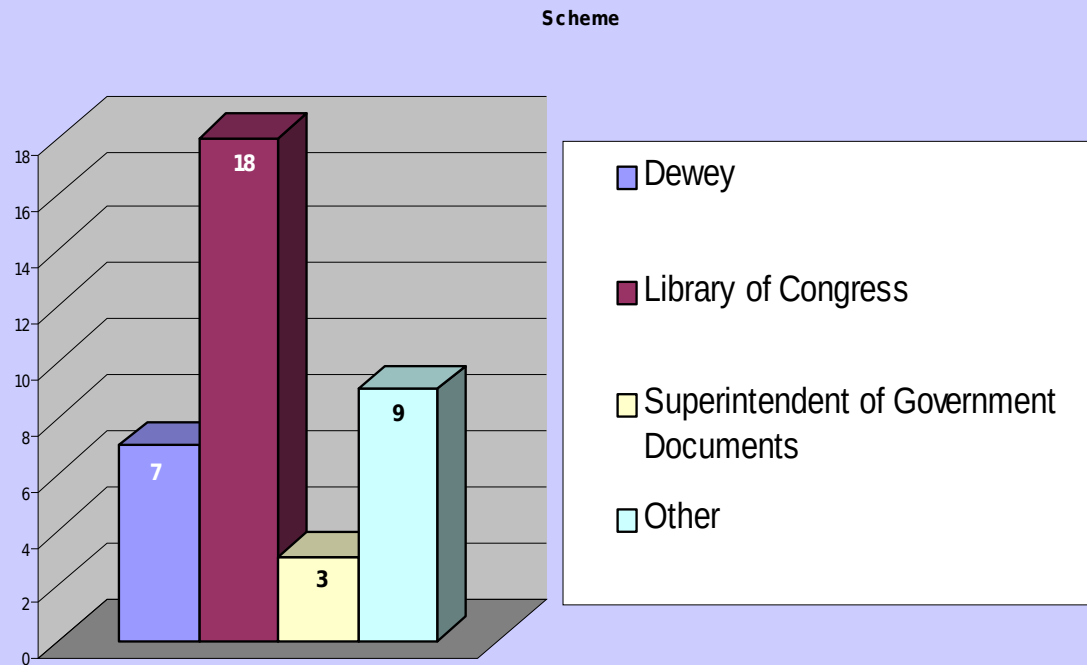 Scheme
18
16
14
12
10
8
6
4
2
0
7
18
3
9
Dewey
Library of Congress
Superintendent of Government
Documents
Other